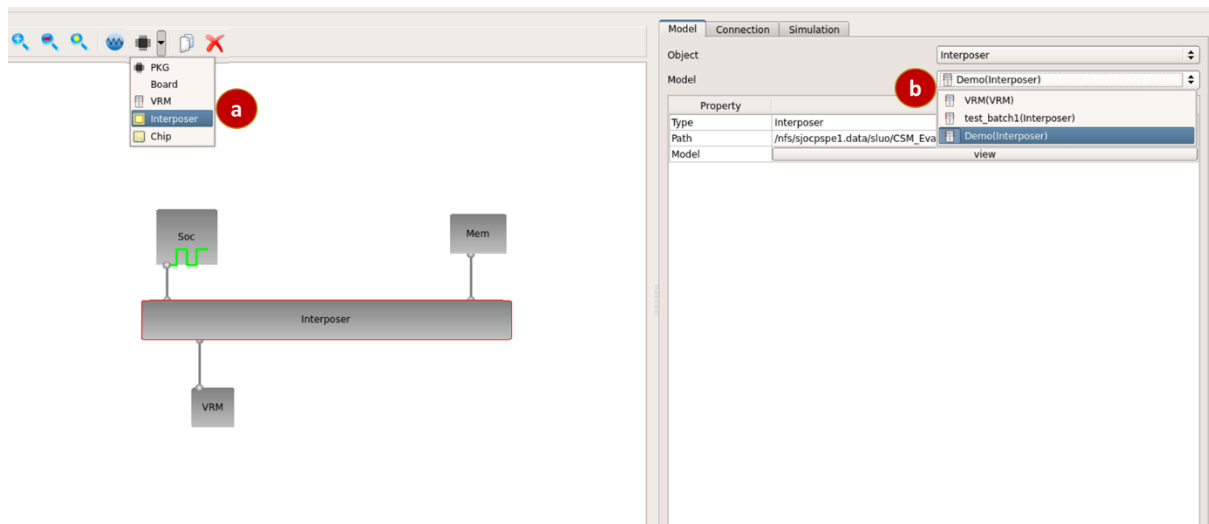 Model Connection Simulation
Object Interposer
PKG
Board
VRM
Interposer
Chip
a
Model Demo(Interposer)
b
VRM(VRM)
test_batch1(Interposer)
Demo(Interposer)
Property
Type Interposer
Path /nfs/sjocpspe1.data/sluo/CSM_Eva
Model view
Soc
Mem
Interposer
VRM